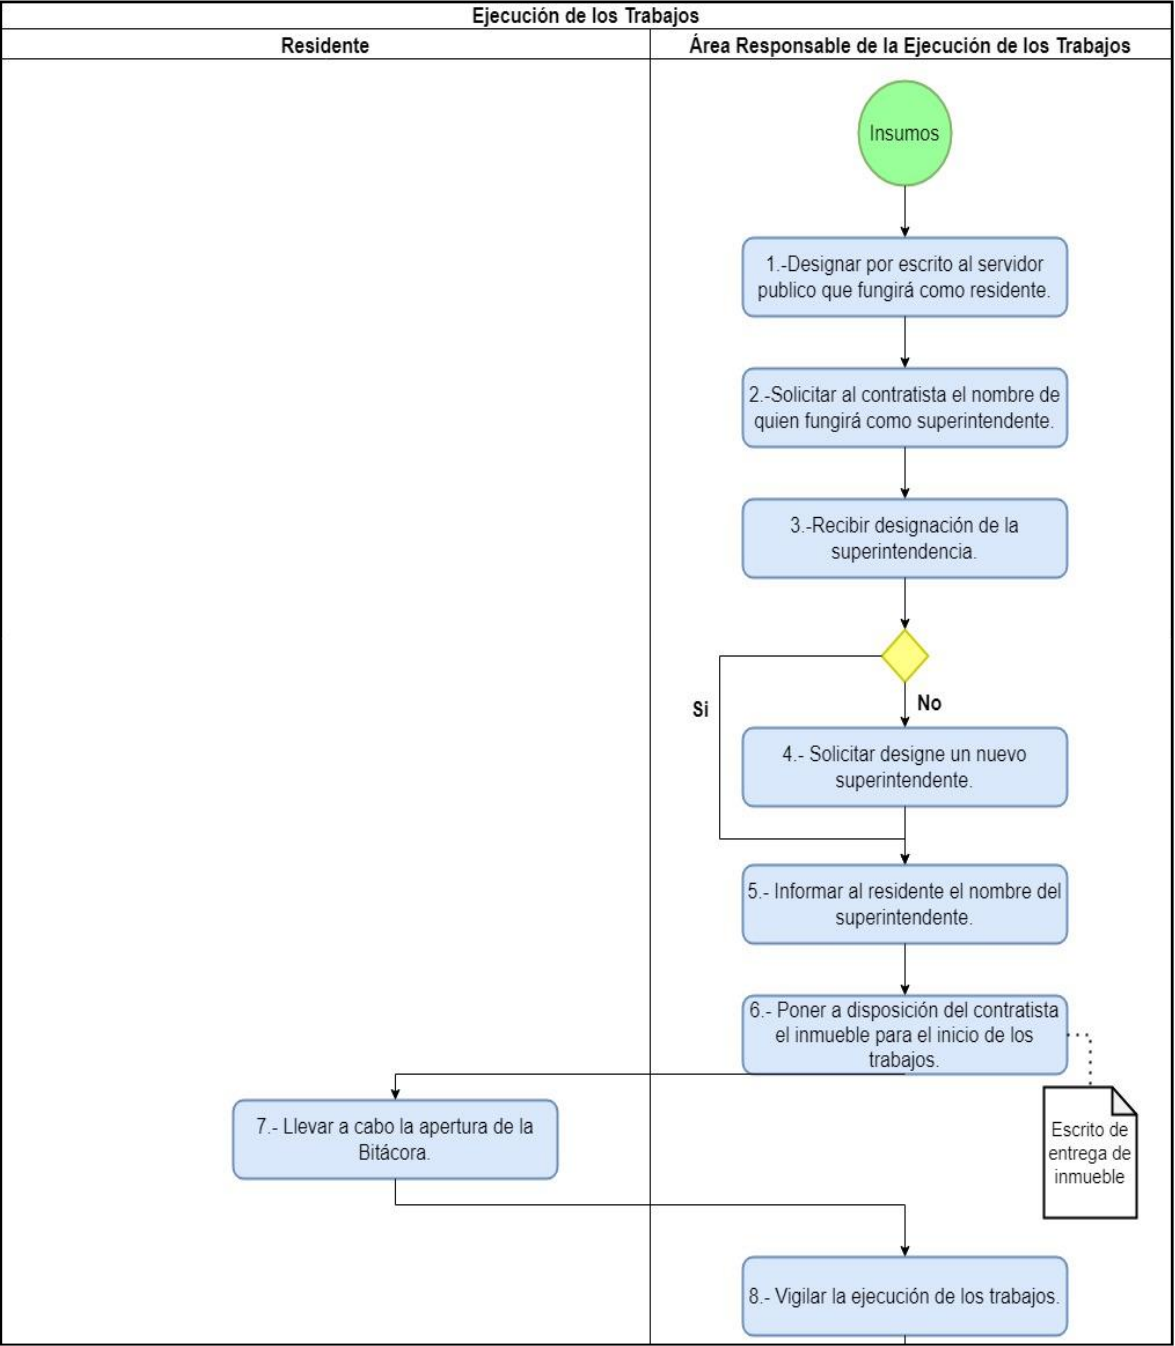 Ejecución de los Trabajos
Residente
Área Responsable de la Ejecución de los Trabajos
Insumos
1.-Designar por escrito al servidor
publico que fungirá como residente.
2.-Solicitar al contratista el nombre de
quien fungirá como superintendente.
3.-Recibir designación de la
superintendencia.
Si
No
4.- Solicitar designe un nuevo
superintendente.
5.- Informar al residente el nombre del
superintendente.
6.- Poner a disposición del contratista
el inmueble para el inicio de los
trabajos.
7.- Llevar a cabo la apertura de la
Bitácora.
Escrito de
entrega de
inmueble
8.- Vigilar la ejecución de los trabajos.